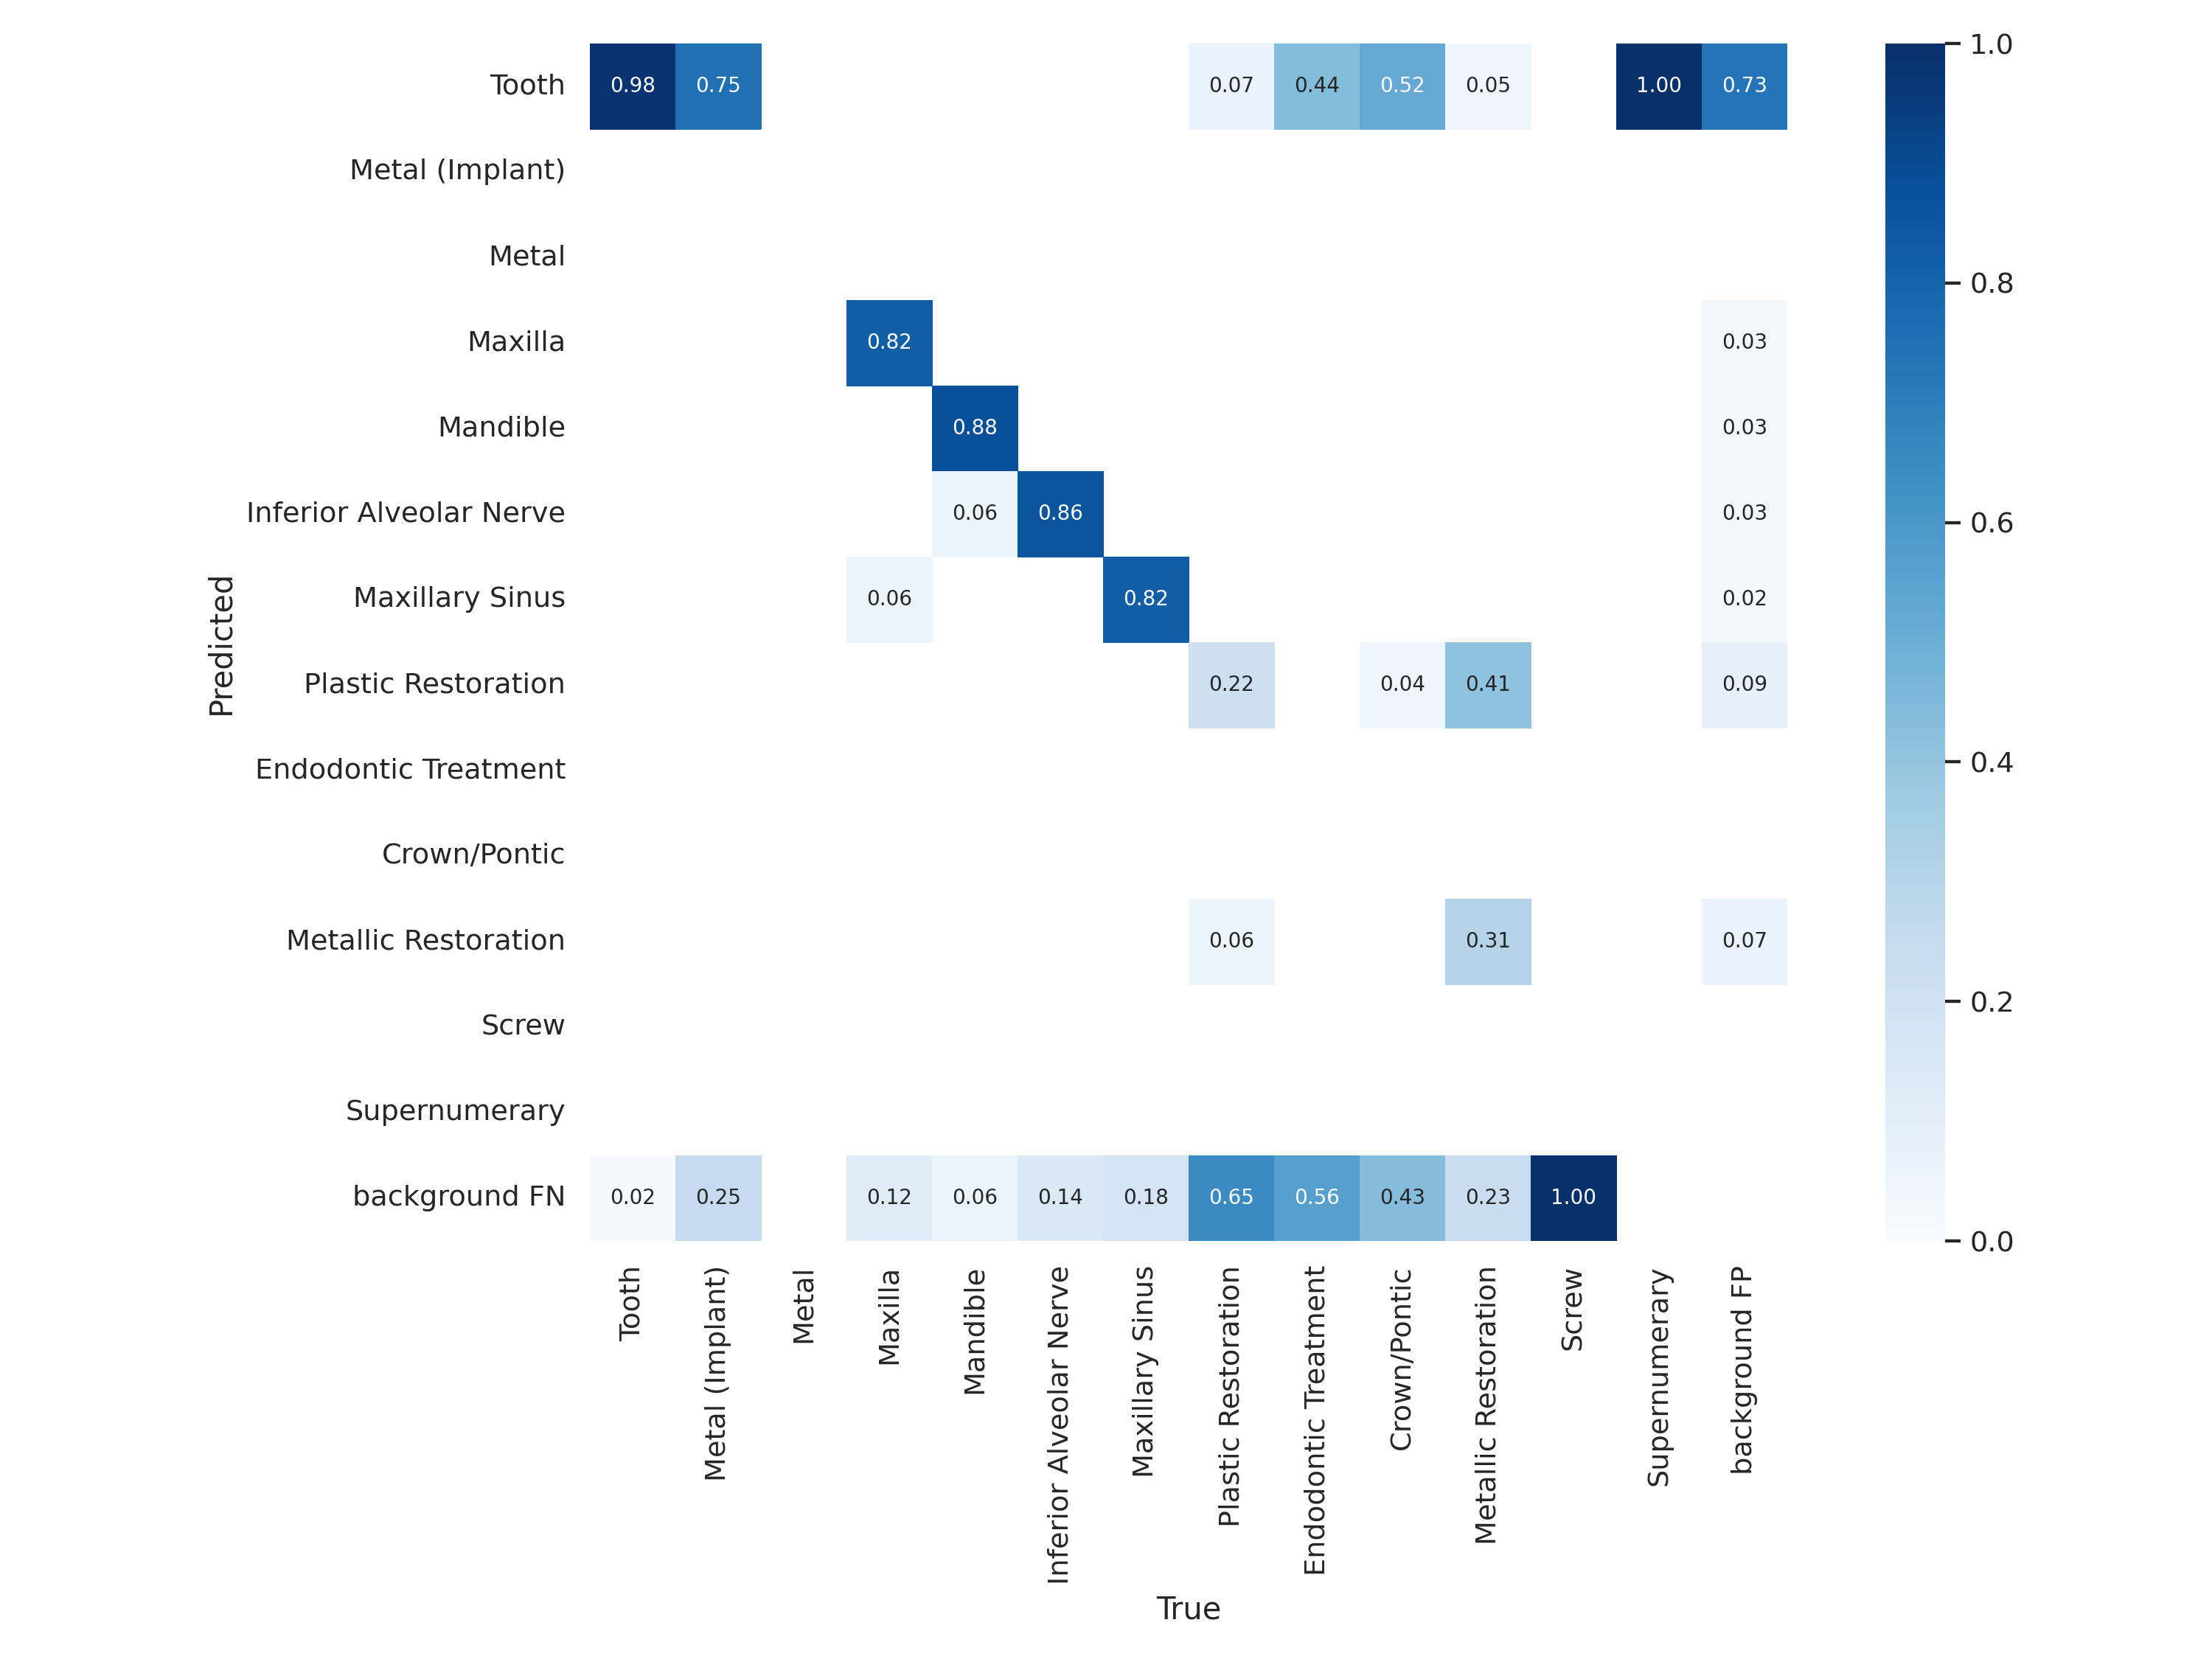 Tooth 0.98 0.75 0.07 0.44 0.52 0.05 1.00 0.73
Metal (Implant)
Metal
Maxilla 0.82 0.03
Mandible 0.88 0.03
Inferior Alveolar Nerve 0.06 0.86 0.03
Maxillary Sinus 0.06 0.82 0.02
Plastic Restoration 0.22 0.04 0.41 0.09
Endodontic Treatment
Crown/Pontic
Metallic Restoration 0.06 0.31 0.07
Screw
Supernumerary
background FN 0.02 0.25 0.12 0.06 0.14 0.18 0.65 0.56 0.43 0.23 1.00
Predicted
Tooth
Metal (Implant)
Metal
Maxilla
Mandible
Inferior Alveolar Nerve
Maxillary Sinus
Plastic Restoration
Endodontic Treatment
Crown/Pontic
Metallic Restoration
Screw
Supernumerary
background FP
True
1.0
0.8
0.6
0.4
0.2
0.0